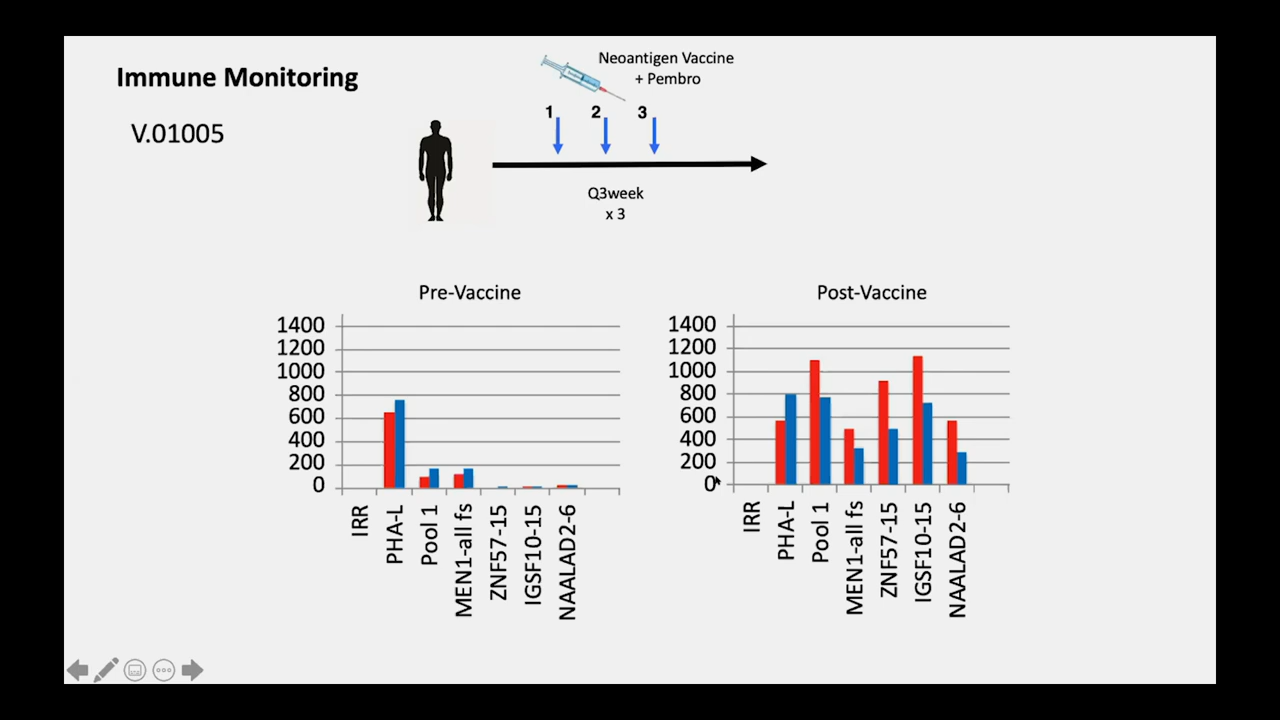 Immune Monitoring
V.01005
Neoantigen Vaccine
+ Pembro
1 2 3
Q3week
x 3
Pre-Vaccine
1400
1200
1000
800
600
400
200
0
IRR
PHA-L
Pool 1
MEN1-all fs
ZNF57-15
IGSF10-15
NAALAD2-6
Post-Vaccine
1400
1200
1000
800
600
400
200
0
IRR
PHA-L
Pool 1
MEN1-all fs
ZNF57-15
IGSF10-15
NAALAD2-6